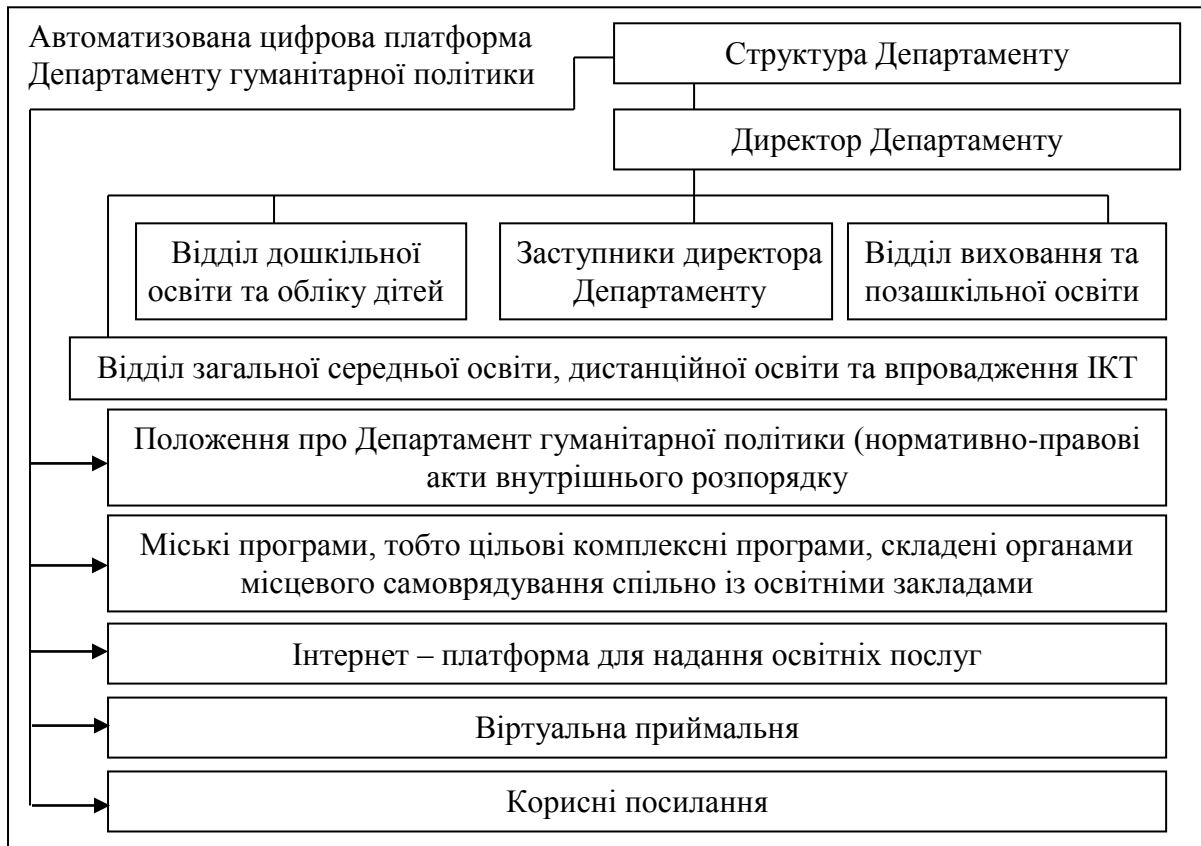 Автоматизована цифрова платформа
Департаменту гуманітарної політики
Структура Департаменту
Директор Департаменту
Відділ дошкільної
освіти та обліку дітей
Заступники директора
Департаменту
Відділ виховання та
позашкільної освіти
Відділ загальної середньої освіти, дистанційної освіти та впровадження ІКТ
Положення про Департамент гуманітарної політики (нормативно-правові
акти внутрішнього розпорядку
Міські програми, тобто цільові комплексні програми, складені органами
місцевого самоврядування спільно із освітніми закладами
Інтернет – платформа для надання освітніх послуг
Віртуальна приймальня
Корисні посилання